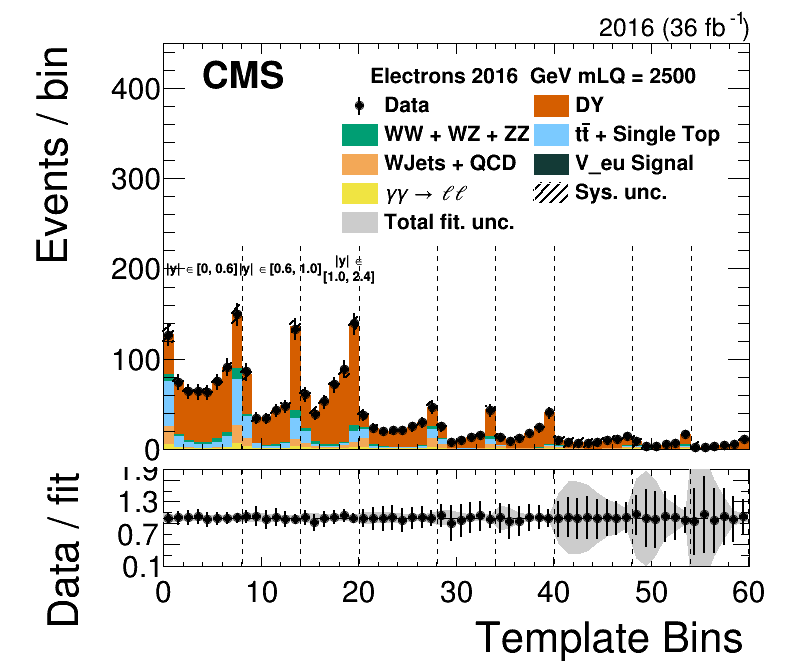 2016 (36 fb⁻¹)
CMS
Electrons 2016 GeV mLQ = 2500
Data
DY
WW + WZ + ZZ
tt̄ + Single Top
WJets + QCD
V_eu Signal
γγ → ℓℓ
Sys. unc.
Total fit. unc.
Events / bin
400
300
200
100
0
|y| ∈ [0, 0.6]
|y| ∈ [0.6, 1.0]
|y| ∈
[1.0, 2.4]
Data / fit
1.9
1.3
0.7
0.1
0 10 20 30 40 50 60
Template Bins